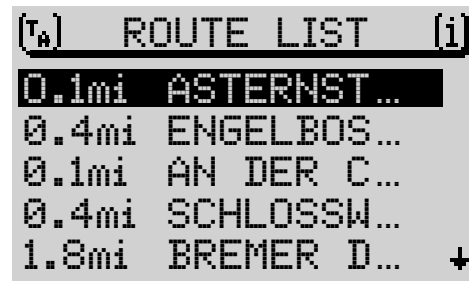 (TA) ROUTE LIST (i)
0.1mi ASTERNST...
0.4mi ENGELBOS...
0.1mi AN DER C...
0.4mi SCHLOSSW...
1.8mi BREMER D...